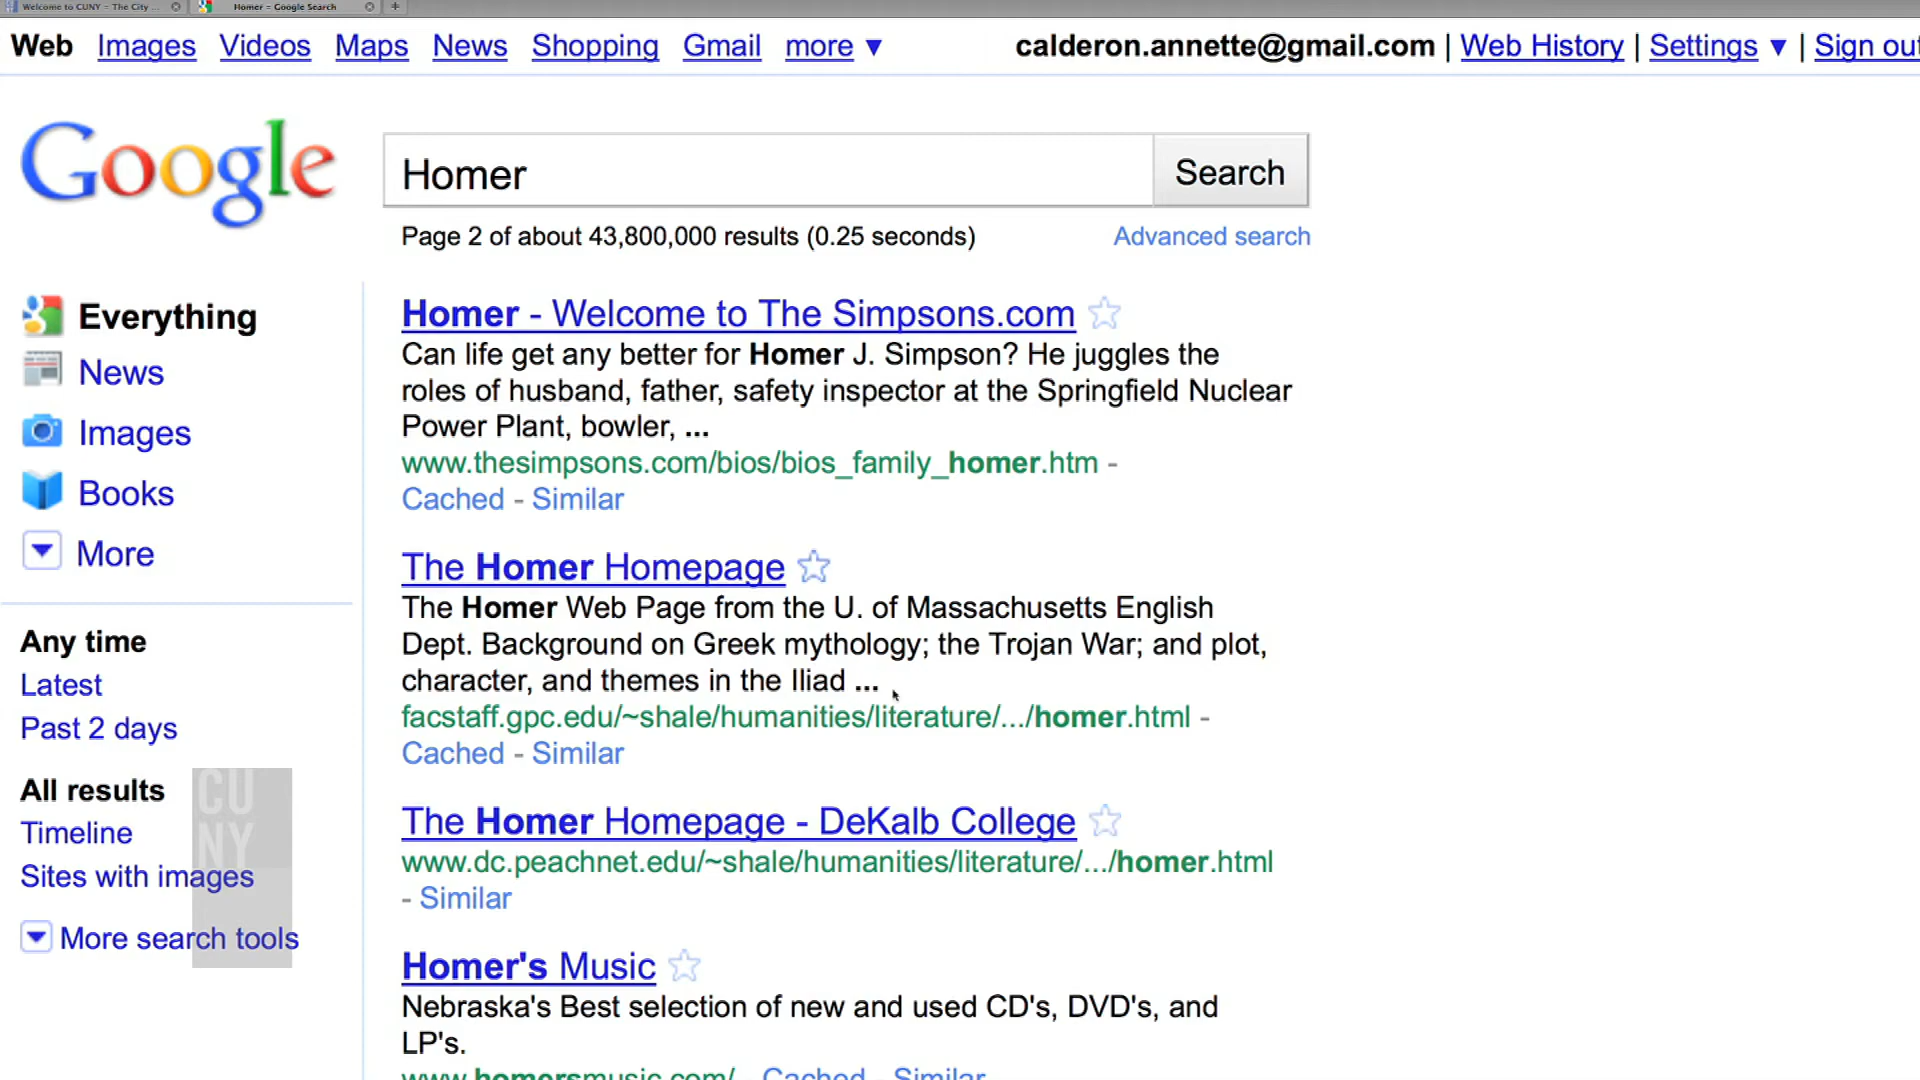 Welcome to CUNY = The City ...
Homer = Google Search
Web Images Videos Maps News Shopping Gmail more ▼
calderon.annette@gmail.com | Web History | Settings ▼ | Sign out
Google
Homer
Search
Page 2 of about 43,800,000 results (0.25 seconds)
Advanced search
Everything
News
Images
Books
More
Any time
Latest
Past 2 days
All results
Timeline
Sites with images
More search tools
CU
NY
Homer - Welcome to The Simpsons.com
Can life get any better for Homer J. Simpson? He juggles the
roles of husband, father, safety inspector at the Springfield Nuclear
Power Plant, bowler, ...
www.thesimpsons.com/bios/bios_family_homer.htm -
Cached - Similar
The Homer Homepage
The Homer Web Page from the U. of Massachusetts English
Dept. Background on Greek mythology; the Trojan War; and plot,
character, and themes in the Iliad ...
facstaff.gpc.edu/~shale/humanities/literature/.../homer.html -
Cached - Similar
The Homer Homepage - DeKalb College
www.dc.peachnet.edu/~shale/humanities/literature/.../homer.html
- Similar
Homer's Music
Nebraska's Best selection of new and used CD's, DVD's, and
LP's.
www.homersmusic.com/ - Cached - Similar